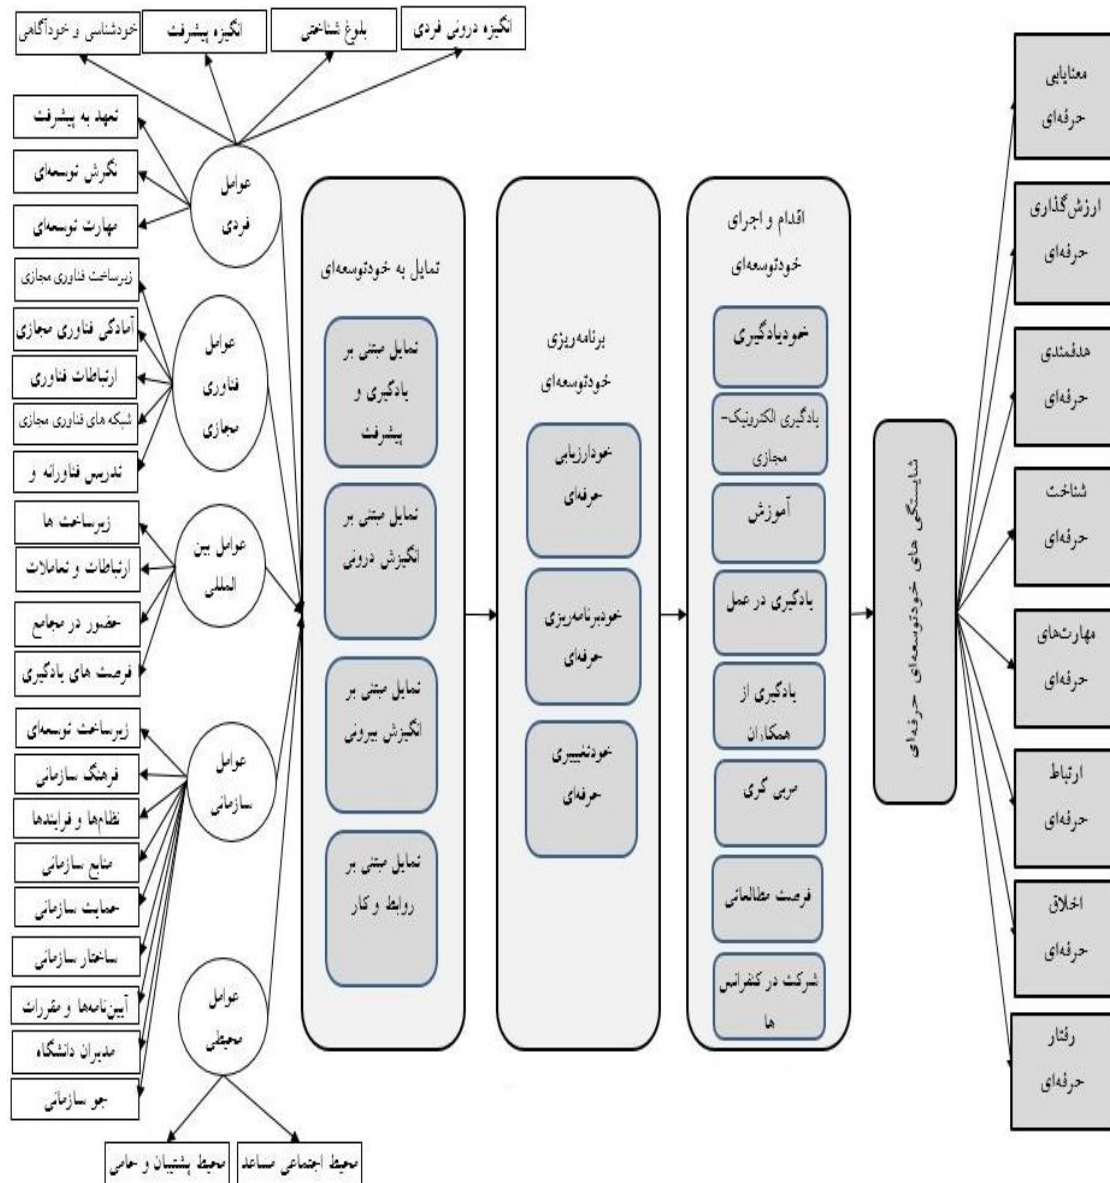 انگیزه درونی فردی
بلوغ شناختی
انگیزه پیشرفت
خودشناسی و خودآگاهی
تعهد به پیشرفت
نگرش توسعه‌ای
مهارت توسعه‌ای
عوامل
فردی
زیرساخت فناوری مجازی
آمادگی فناوری مجازی
ارتباطات فناوری
شبکه های فناوری مجازی
تدریس فناورانه و
عوامل
فناوری
مجازی
زیرساخت ها
ارتباطات و تعاملات
حضور در مجامع
فرصت های یادگیری
عوامل بین
المللی
زیرساخت توسعه‌ای
فرهنگ سازمانی
نظام‌ها و فرایندها
منابع سازمانی
حمایت سازمانی
ساختار سازمانی
آیین‌نامه‌ها و مقررات
مدیران دانشگاه
جو سازمانی
عوامل
سازمانی
عوامل
محیطی
محیط اجتماعی مساعد
محیط پشتیبان و حامی
تمایل به خودتوسعه‌ای
تمایل مبتنی بر
یادگیری و
پیشرفت
تمایل مبتنی بر
انگیزش درونی
تمایل مبتنی بر
انگیزش بیرونی
تمایل مبتنی بر
روابط و کار
برنامه‌ریزی
خودتوسعه‌ای
خودارزیابی
حرفه‌ای
خودبرنامه‌ریزی
حرفه‌ای
خودتغییری
حرفه‌ای
اقدام و اجرای
خودتوسعه‌ای
خودیادگیری
یادگیری الکترونیک-
مجازی
آموزش
یادگیری در عمل
یادگیری از
همکاران
مربی گری
فرصت مطالعاتی
شرکت در کنفرانس
ها
شایستگی های خودتوسعه‌ای حرفه‌ای
معنایابی
حرفه‌ای
ارزش‌گذاری
حرفه‌ای
هدفمندی
حرفه‌ای
شناخت
حرفه‌ای
مهارت‌های
حرفه‌ای
ارتباط
حرفه‌ای
اخلاق
حرفه‌ای
رفتار
حرفه‌ای